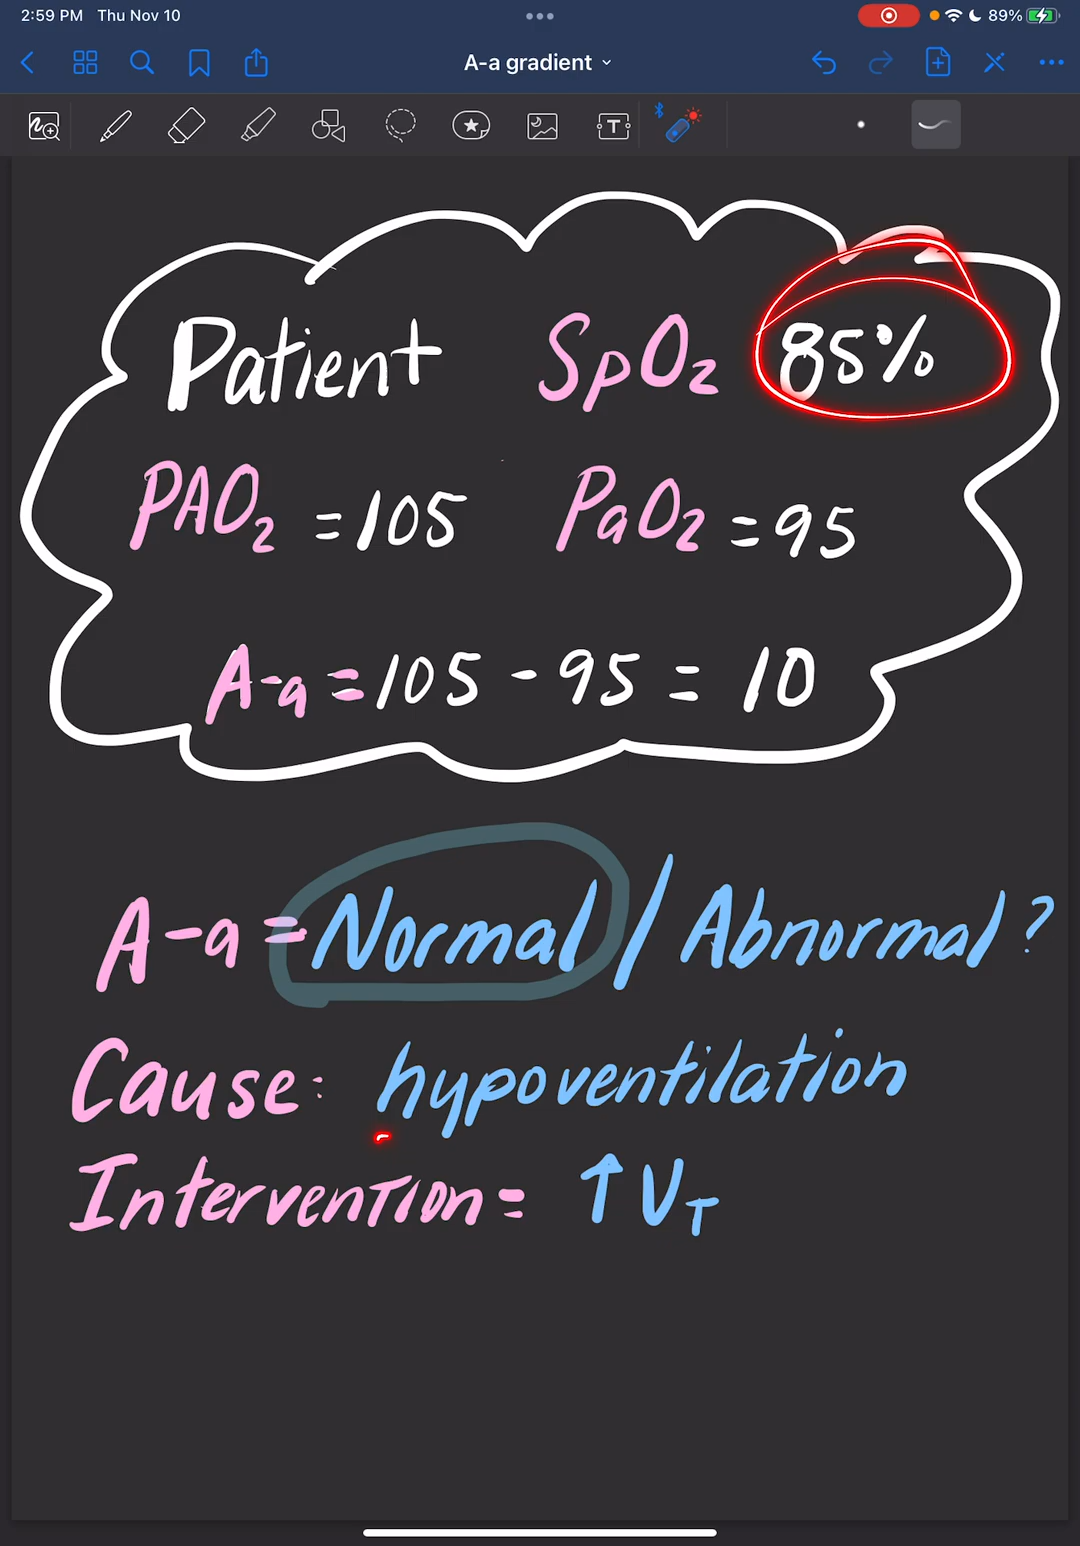 2:59 PM Thu Nov 10 89%
A-a gradient
T
Patient SpO₂ 85%
PAO₂ =105 PaO₂ =95
A-a =105 - 95 = 10
A-a = Normal / Abnormal ?
Cause: hypoventilation
Intervention = ↑ V_T